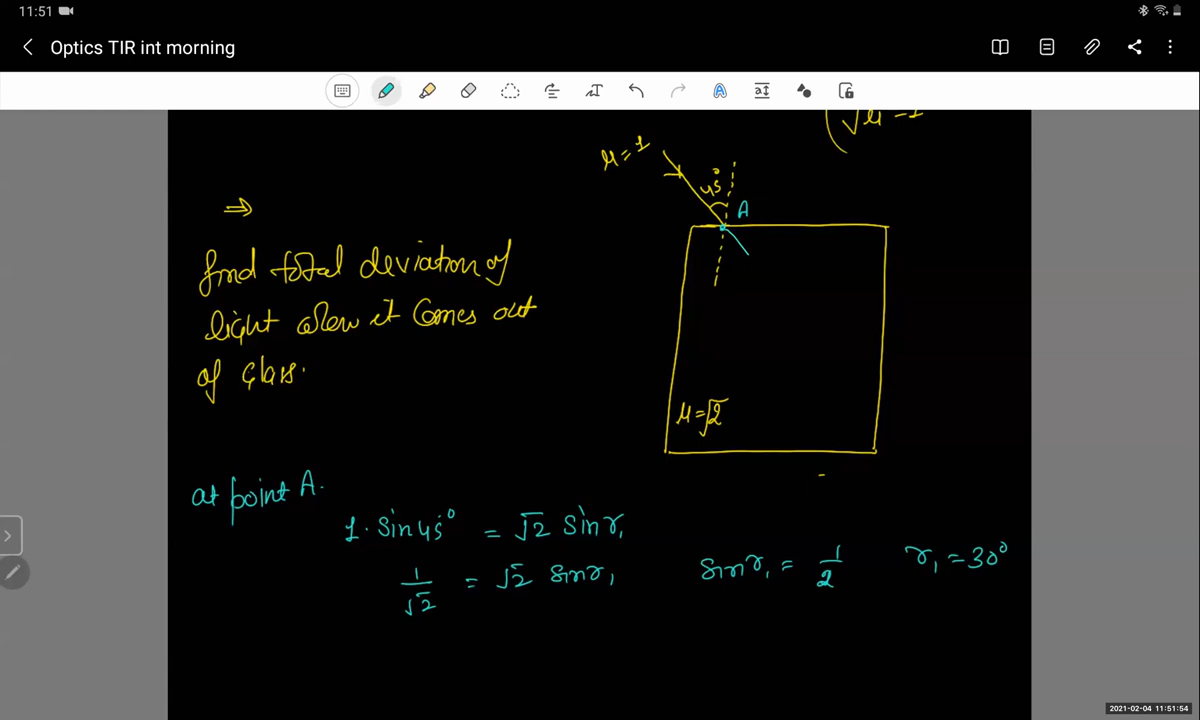 11:51
Optics TIR int morning
(√μ-1
μ=1
45°
A
⇒
find total deviation of
light when it comes out
of glass.
μ=√2
at point A.
1. Sin45° = √2 Sin r₁
1/√2 = √2 Sin r₁
Sin r₁ = 1/2
r₁ = 30°
2021-02-04 11:51:54